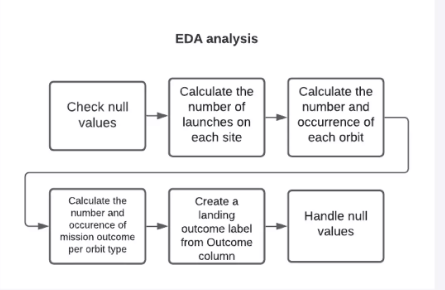 EDA analysis
Check null
values
Calculate the
number of
launches on
each site
Calculate the
number and
occurrence of
each orbit
Calculate the
number and
occurence of
mission outcome
per orbit type
Create a
landing
outcome label
from Outcome
column
Handle null
values